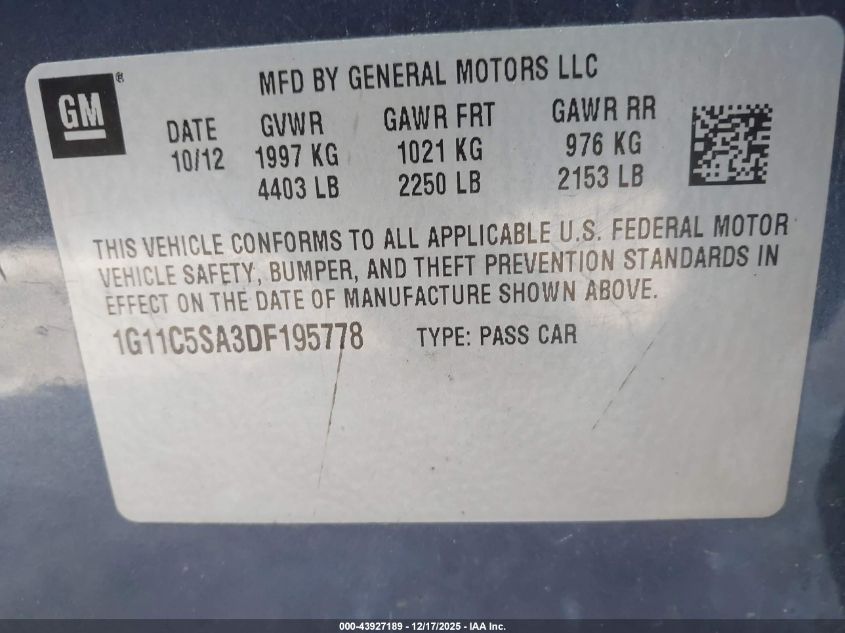 MFD BY GENERAL MOTORS LLC
GM®
DATE GVWR GAWR FRT GAWR RR
10/12 1997 KG 1021 KG 976 KG
4403 LB 2250 LB 2153 LB
THIS VEHICLE CONFORMS TO ALL APPLICABLE U.S. FEDERAL MOTOR
VEHICLE SAFETY, BUMPER, AND THEFT PREVENTION STANDARDS IN
EFFECT ON THE DATE OF MANUFACTURE SHOWN ABOVE.
1G11C5SA3DF195778 TYPE: PASS CAR
000-43927189 - 12/17/2025 - IAA Inc.